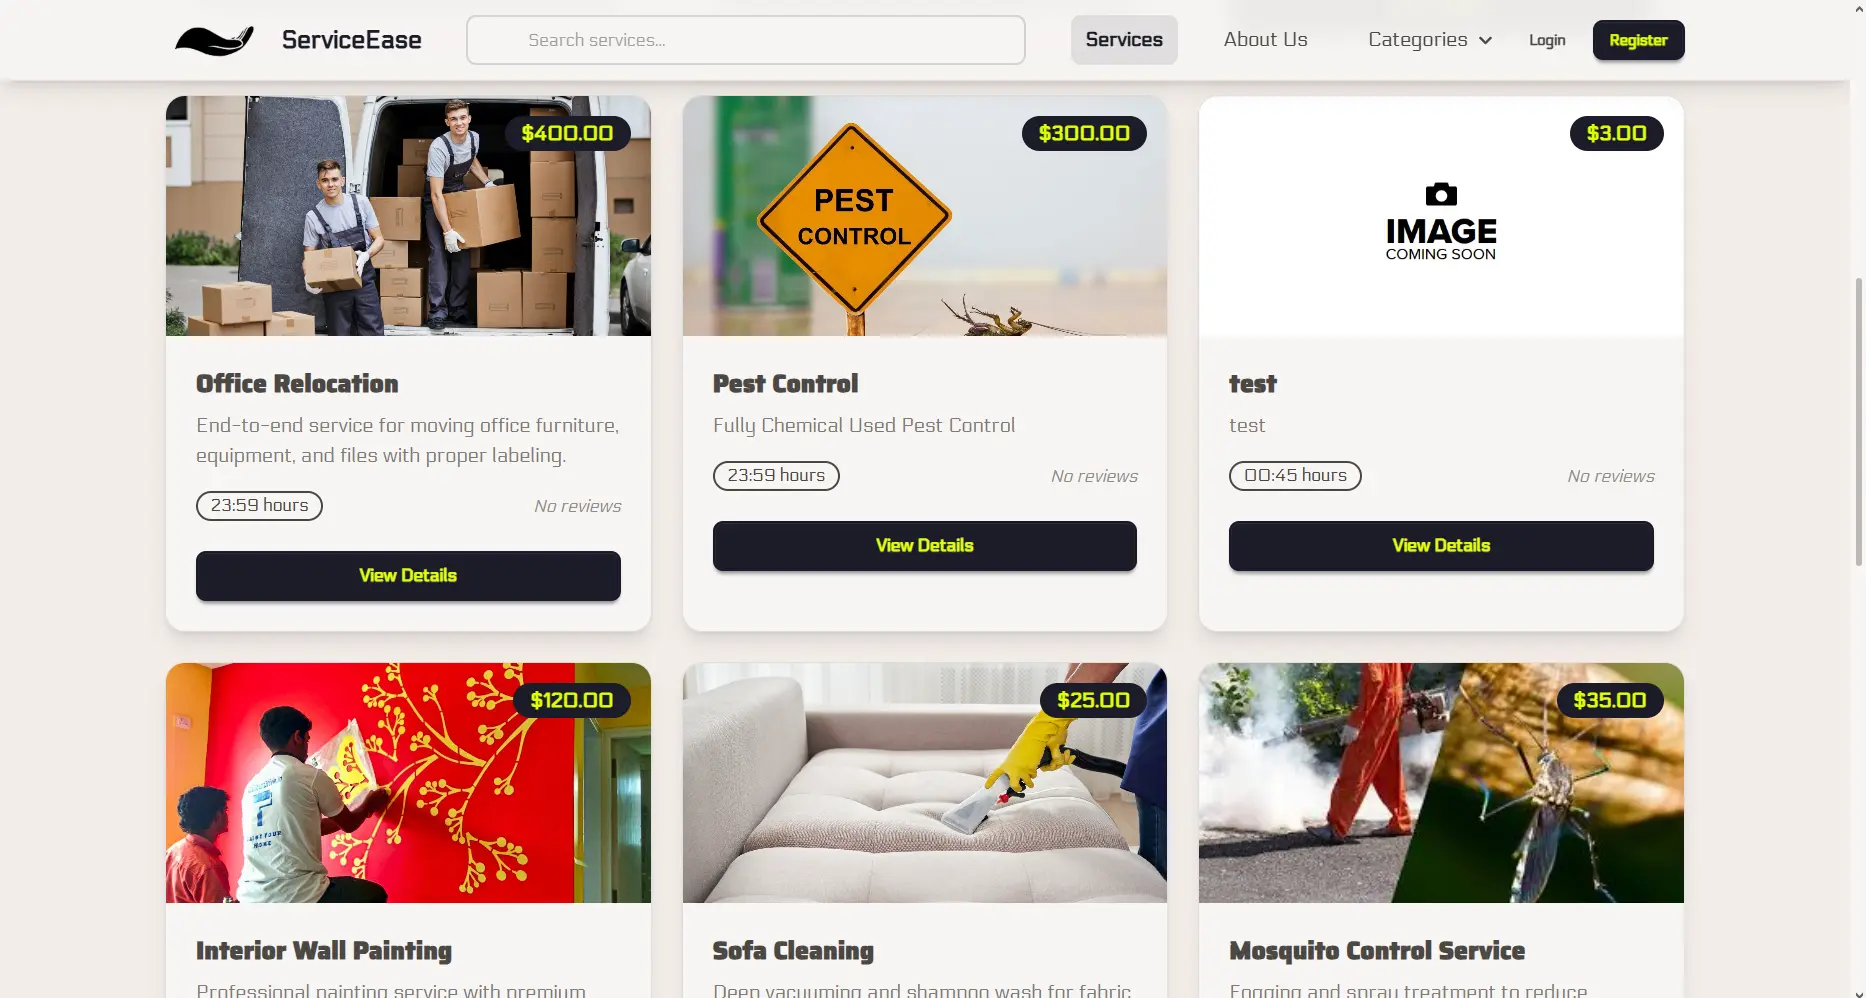 ServiceEase
Search services...
Services
About Us
Categories
Login
Register
$400.00
$300.00
PEST
CONTROL
$3.00
IMAGE
COMING SOON
Office Relocation
End-to-end service for moving office furniture,
equipment, and files with proper labeling.
23:59 hours
No reviews
View Details
Pest Control
Fully Chemical Used Pest Control
23:59 hours
No reviews
View Details
test
test
00:45 hours
No reviews
View Details
$120.00
$25.00
$35.00
Interior Wall Painting
Professional painting service with premium
Sofa Cleaning
Deep vacuuming and shampoo wash for fabric
Mosquito Control Service
Fogging and spray treatment to reduce